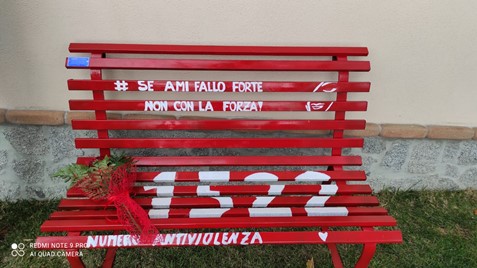 # SE AMI FALLO FORTE
NON CON LA FORZA!
1522
NUMERO ANTIVIOLENZA
REDMI NOTE 9 PRO
AI QUAD CAMERA